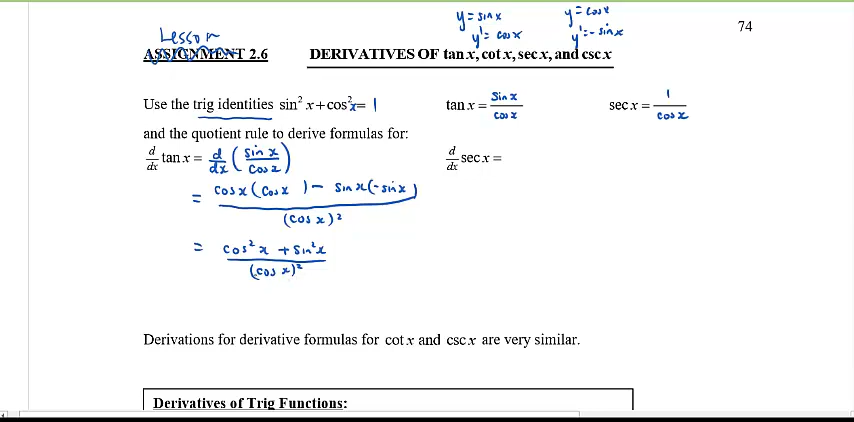 y = sin x    y = cos x
y' = cos x    y' = - sin x
74
Lesson
ASSIGNMENT 2.6    DERIVATIVES OF tan x, cot x, sec x, and csc x
Use the trig identities sin² x + cos² x = 1    tan x = sin x / cos x    sec x = 1 / cos x
and the quotient rule to derive formulas for:
d/dx tan x = d/dx ( sin x / cos x )    d/dx sec x =
= cos x (cos x ) - sin x (- sin x) / (cos x)²
= cos² x + sin² x / (cos x)²
Derivations for derivative formulas for cot x and csc x are very similar.
Derivatives of Trig Functions: